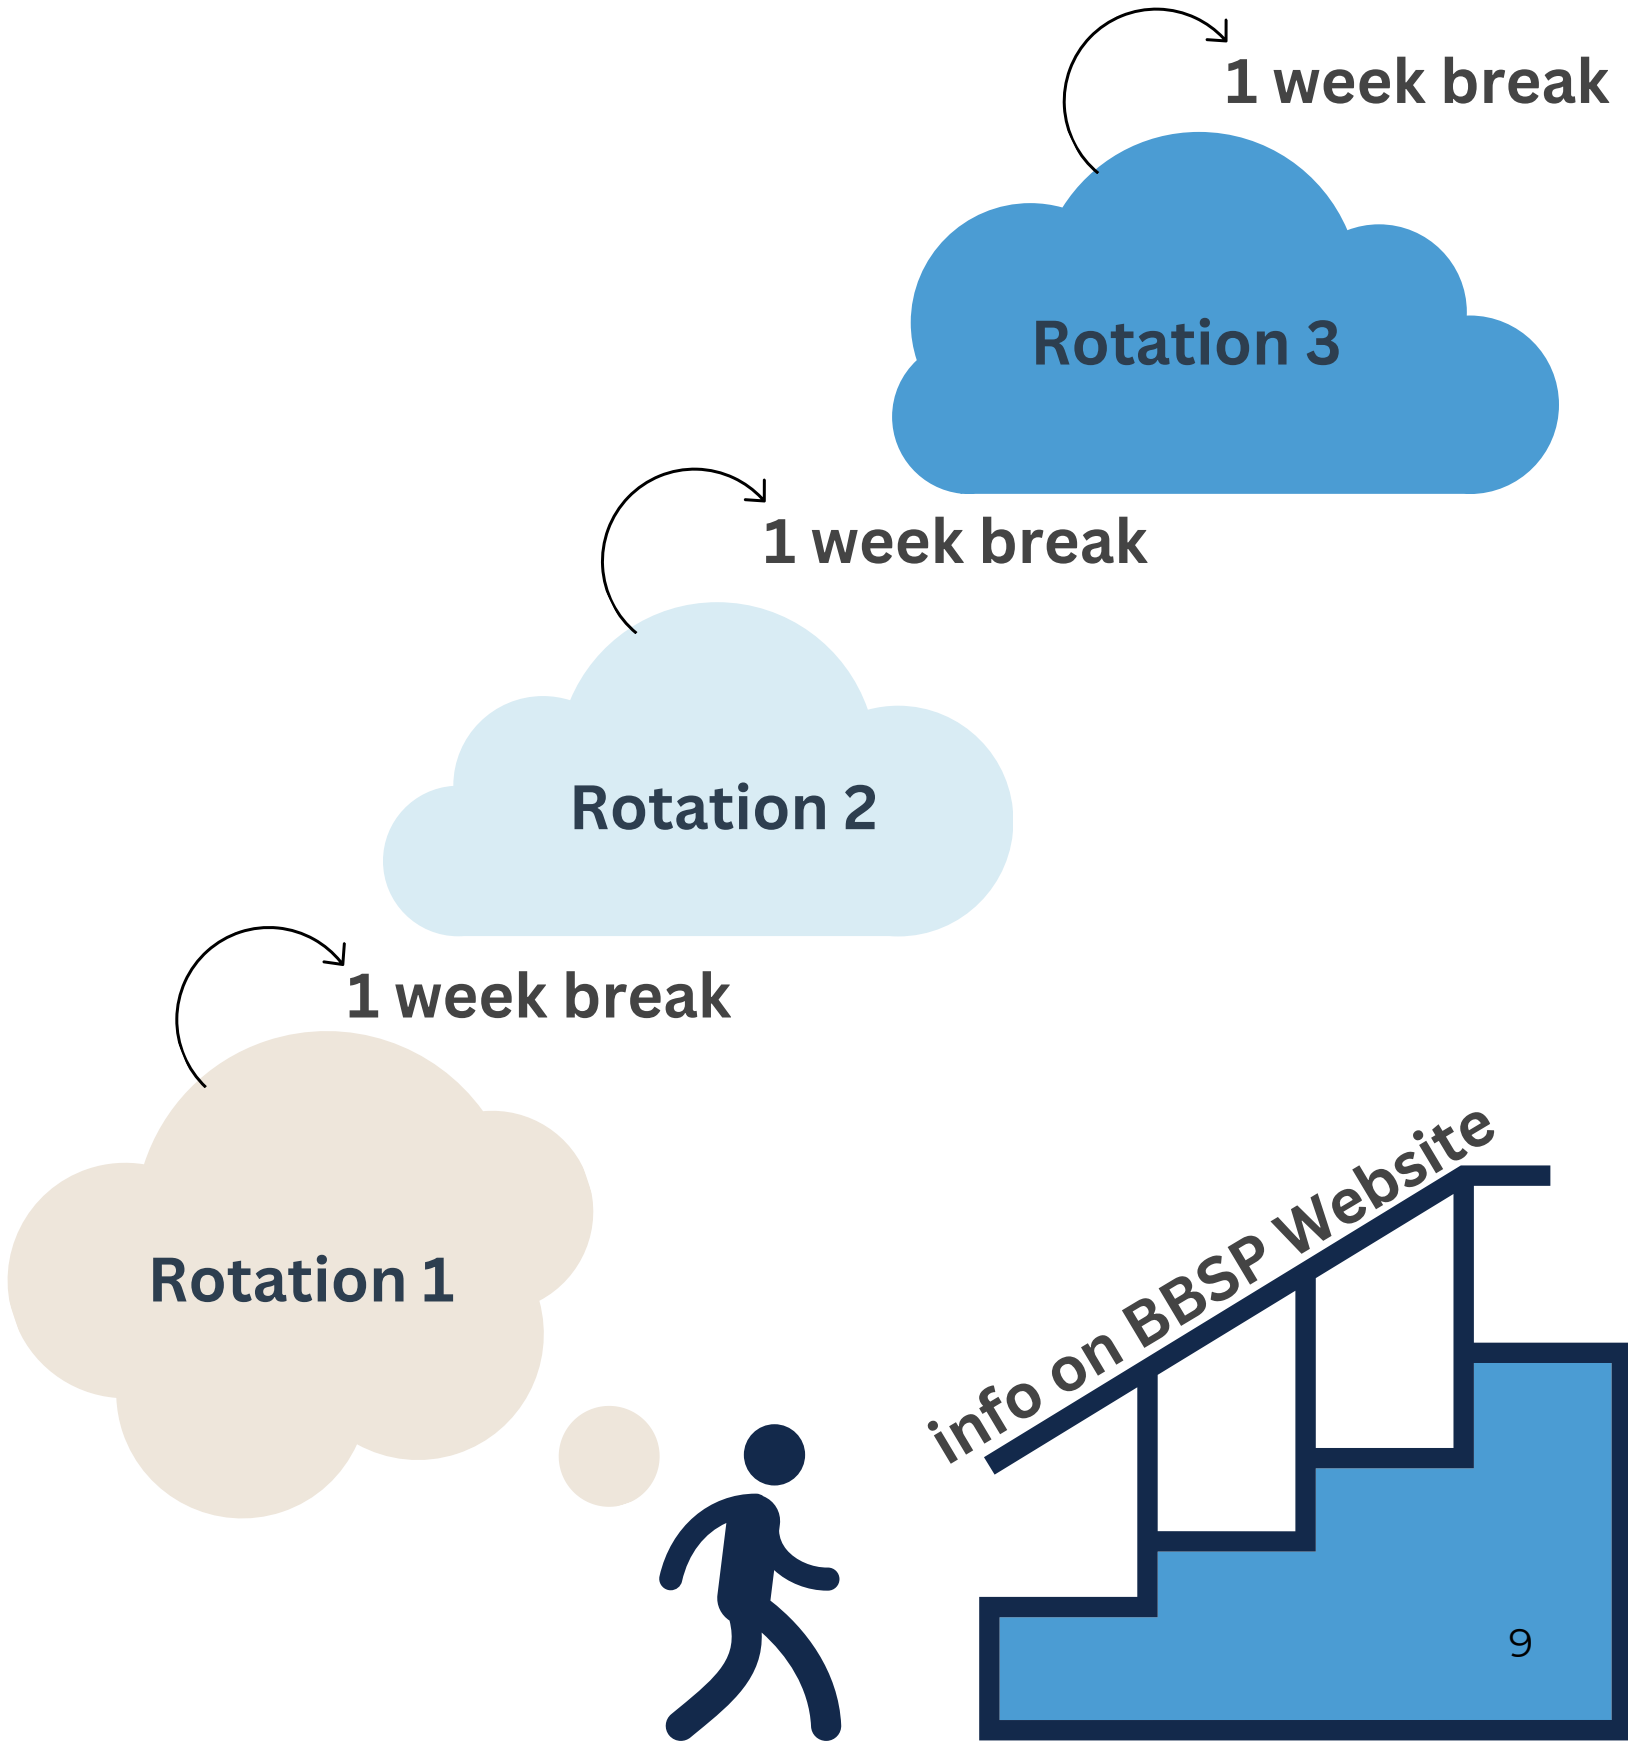 1 week break
Rotation 3
1 week break
Rotation 2
1 week break
Rotation 1
info on BBSP Website
9